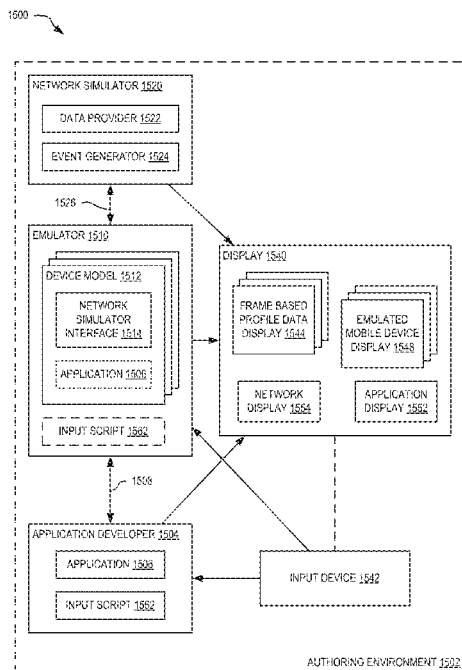 1500
NETWORK SIMULATOR 1520
DATA PROVIDER 1522
EVENT GENERATOR 1524
1526
EMULATOR 1510
DEVICE MODEL 1512
NETWORK
SIMULATOR
INTERFACE
1514
APPLICATION 1506
INPUT SCRIPT 1562
DISPLAY 1540
FRAME BASED
PROFILE DATA
DISPLAY
1544
EMULATED
MOBILE DEVICE
DISPLAY 1548
NETWORK
DISPLAY 1554
APPLICATION
DISPLAY 1552
1508
APPLICATION DEVELOPER 1504
APPLICATION 1506
INPUT SCRIPT 1562
INPUT DEVICE 1542
AUTHORING ENVIRONMENT 1502